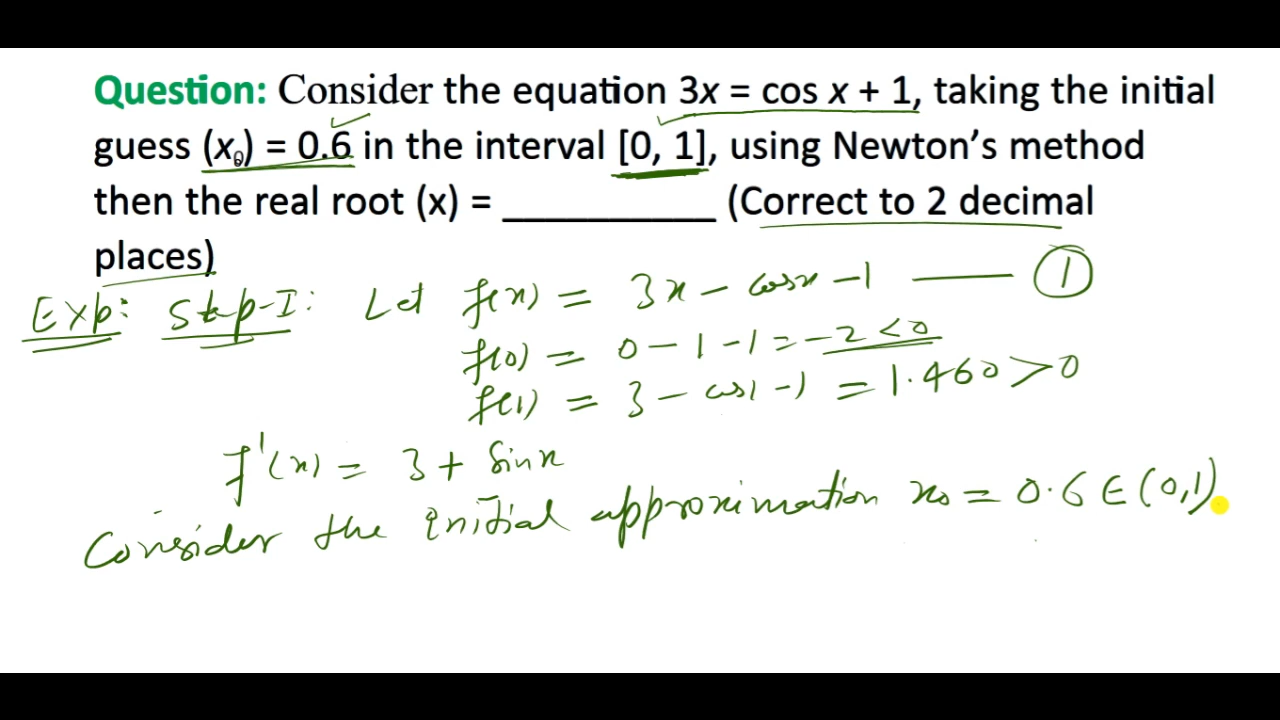 Question: Consider the equation 3x = cos x + 1, taking the initial
guess (x₀) = 0.6 in the interval [0, 1], using Newton's method
then the real root (x) = __________ (Correct to 2 decimal
places)
Exp: Step-I: Let f(x) = 3x - cosx - 1 —— ①
f(0) = 0 - 1 - 1 = -2 < 0
f(1) = 3 - cos1 - 1 = 1.460 > 0
f'(x) = 3 + Sinx
Consider the initial approximation x₀ = 0.6 ∈ (0,1)